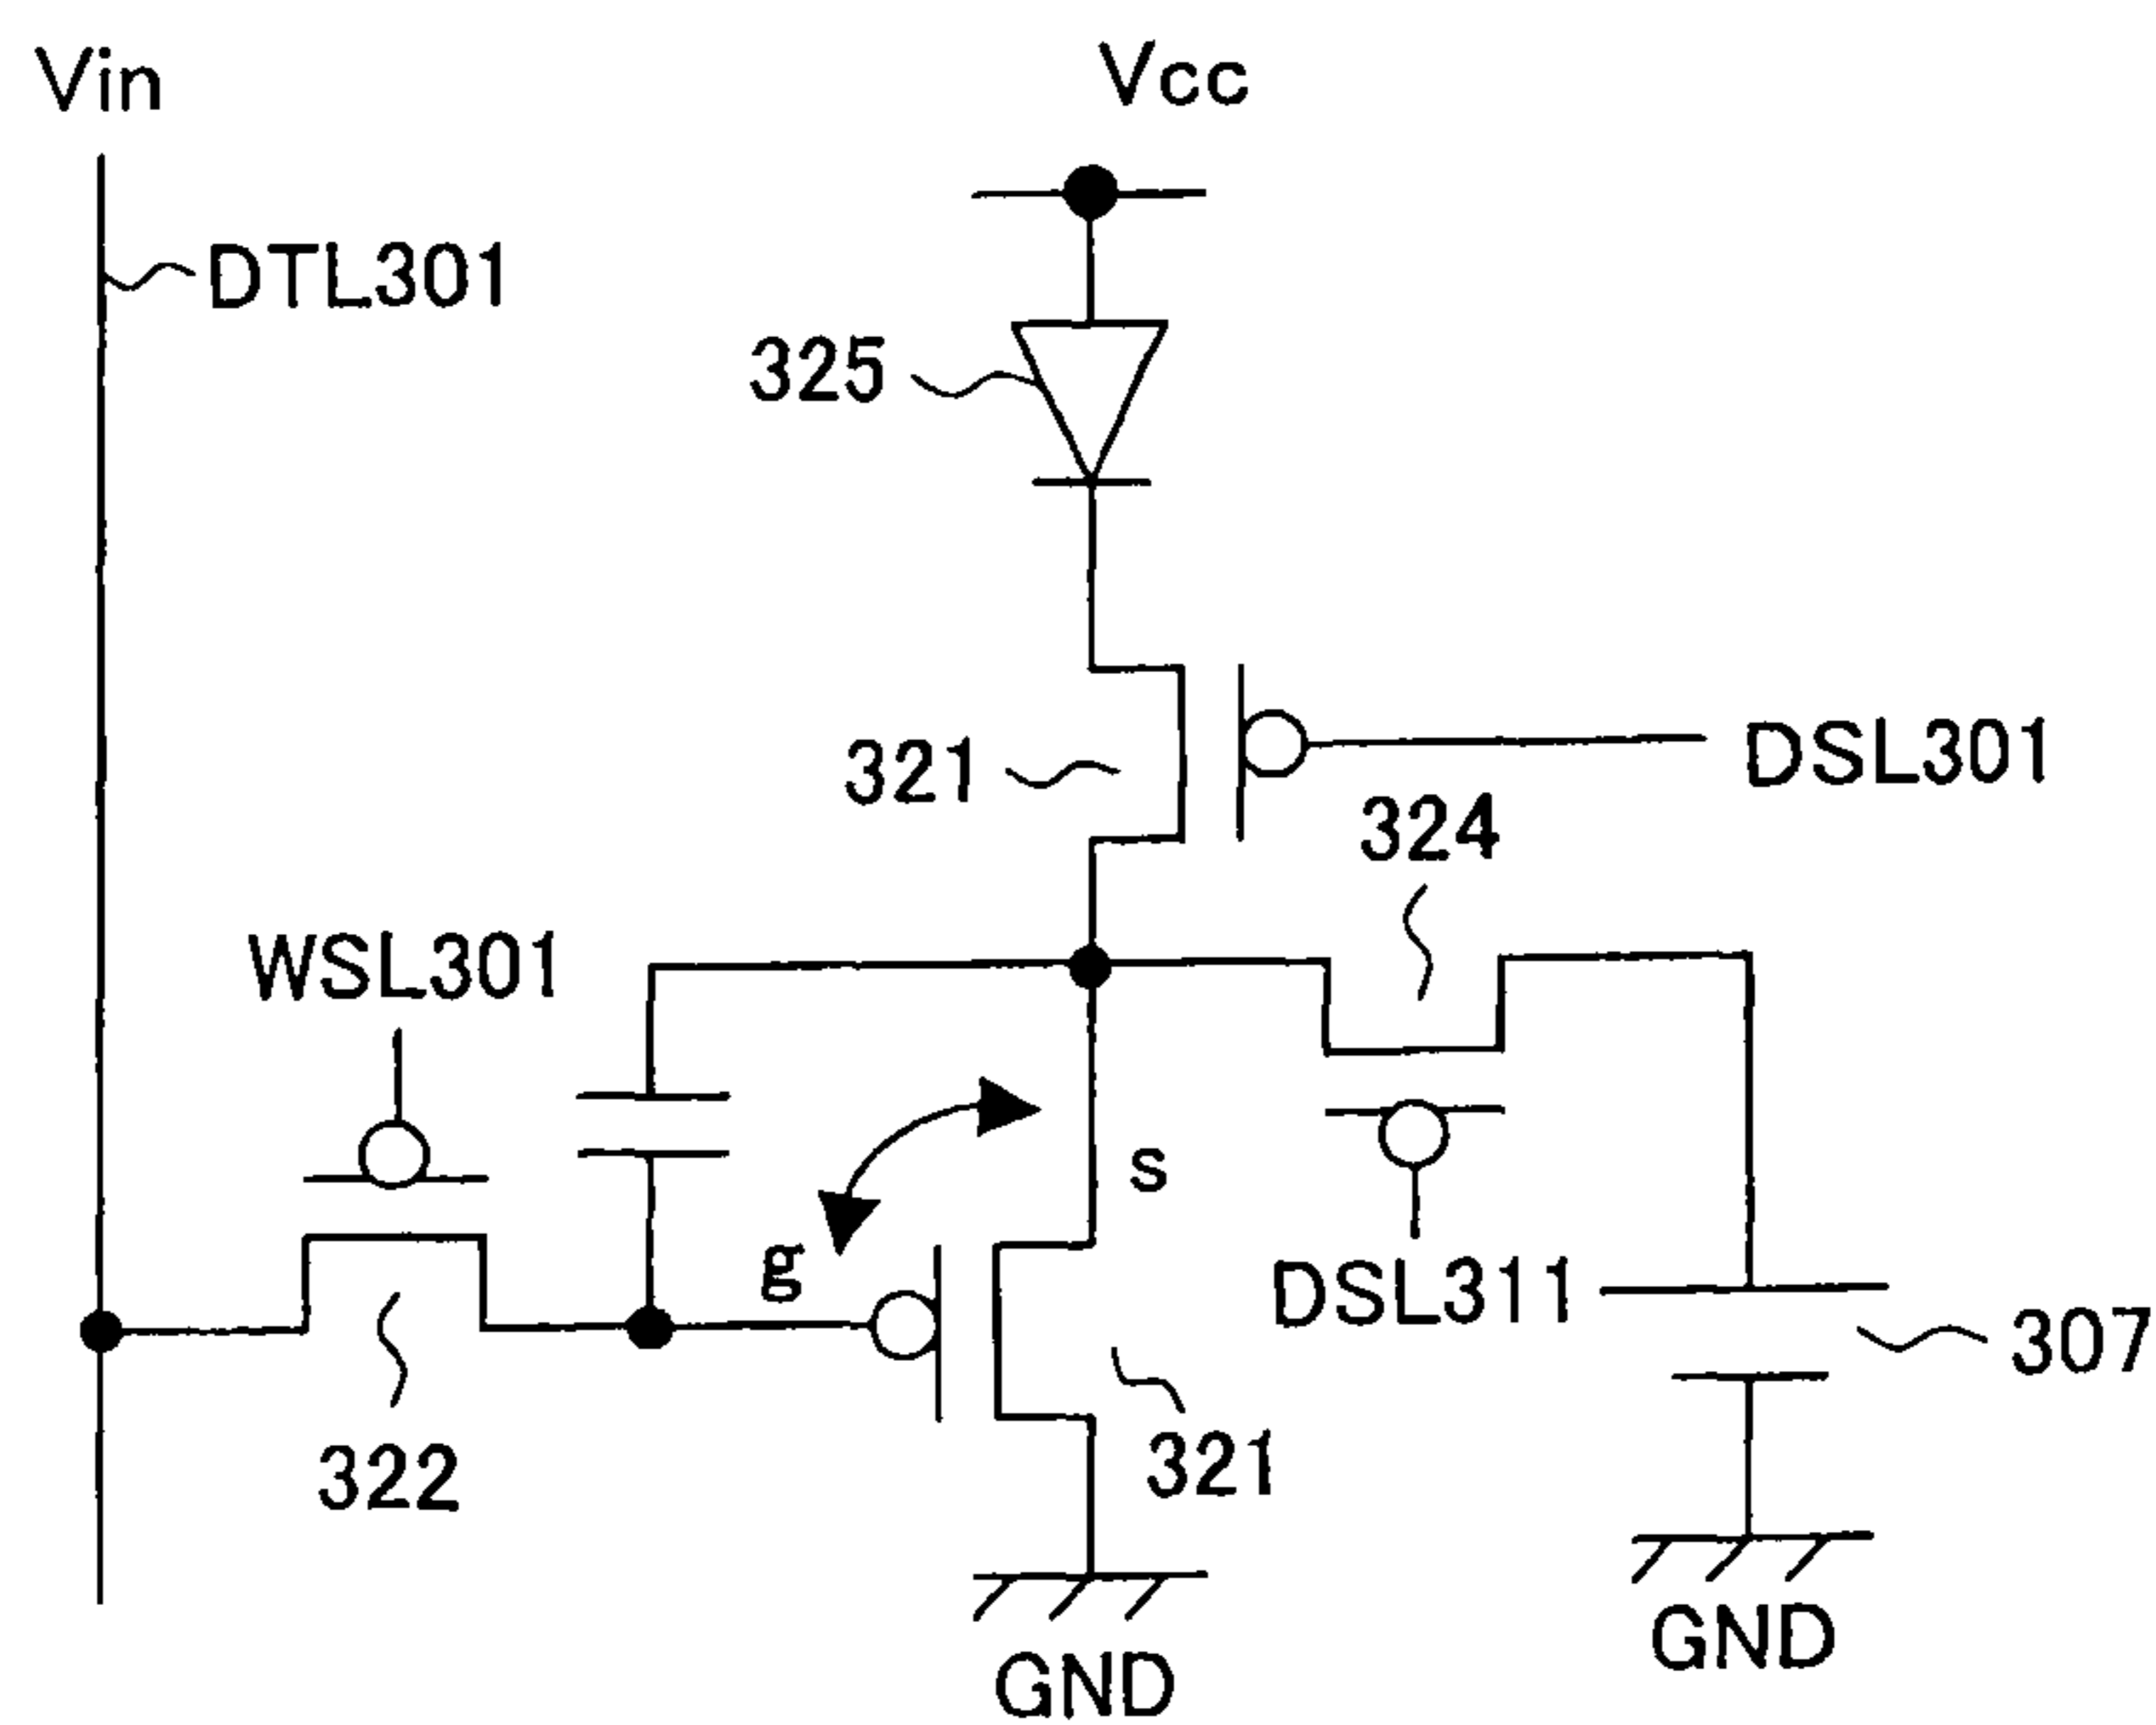 Vin
Vcc
DTL301
325
321
DSL301
324
WSL301
s
g
DSL311
307
322
321
GND
GND